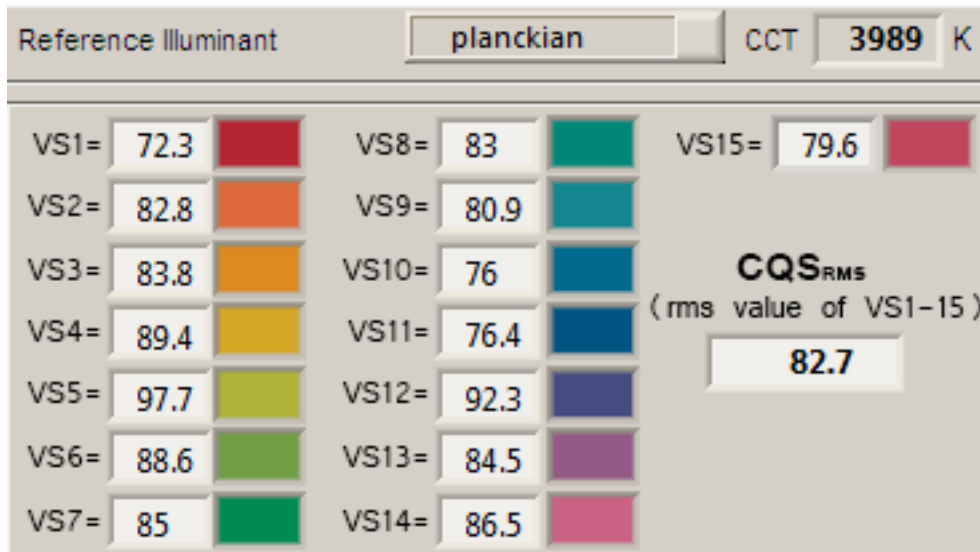 Reference Illuminant planckian CCT 3989 K
VS1= 72.3 VS8= 83 VS15= 79.6
VS2= 82.8 VS9= 80.9
VS3= 83.8 VS10= 76 CQSRMS
VS4= 89.4 VS11= 76.4 (rms value of VS1-15)
VS5= 97.7 VS12= 92.3 82.7
VS6= 88.6 VS13= 84.5
VS7= 85 VS14= 86.5